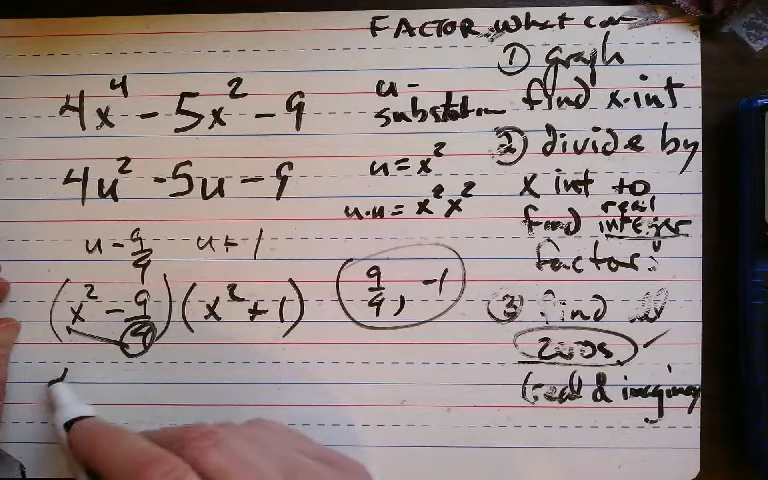 FACTOR. What can
① graph
find x-int
② divide by
x int to
find real integer
factor.
③ find all
zeros ✓
(real & imaginary
4x⁴ - 5x² - 9
4u² - 5u - 9
u - 9/4 u + 1
(x² - 9/4)(x² + 1)
u-
substitution
u = x²
u·u = x²x²
9/4, -1